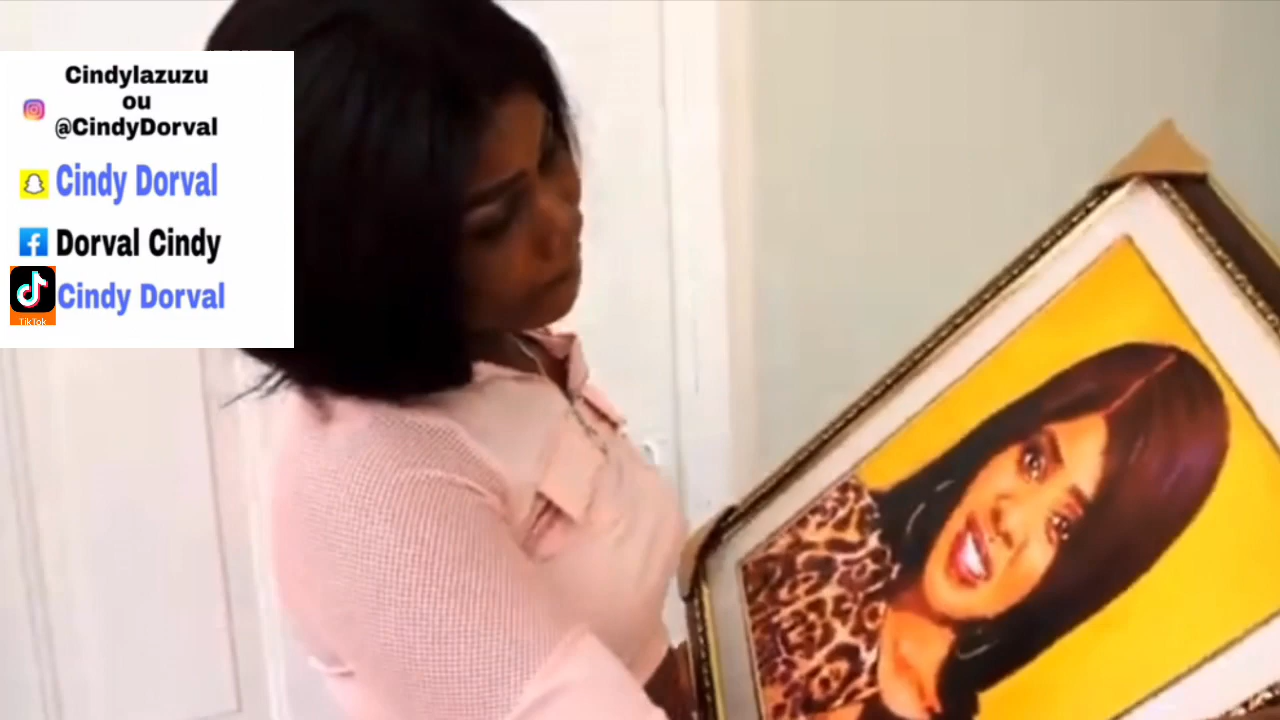 Cindylazuzu
ou
@CindyDorval
Cindy Dorval
Dorval Cindy
Cindy Dorval
TikTok